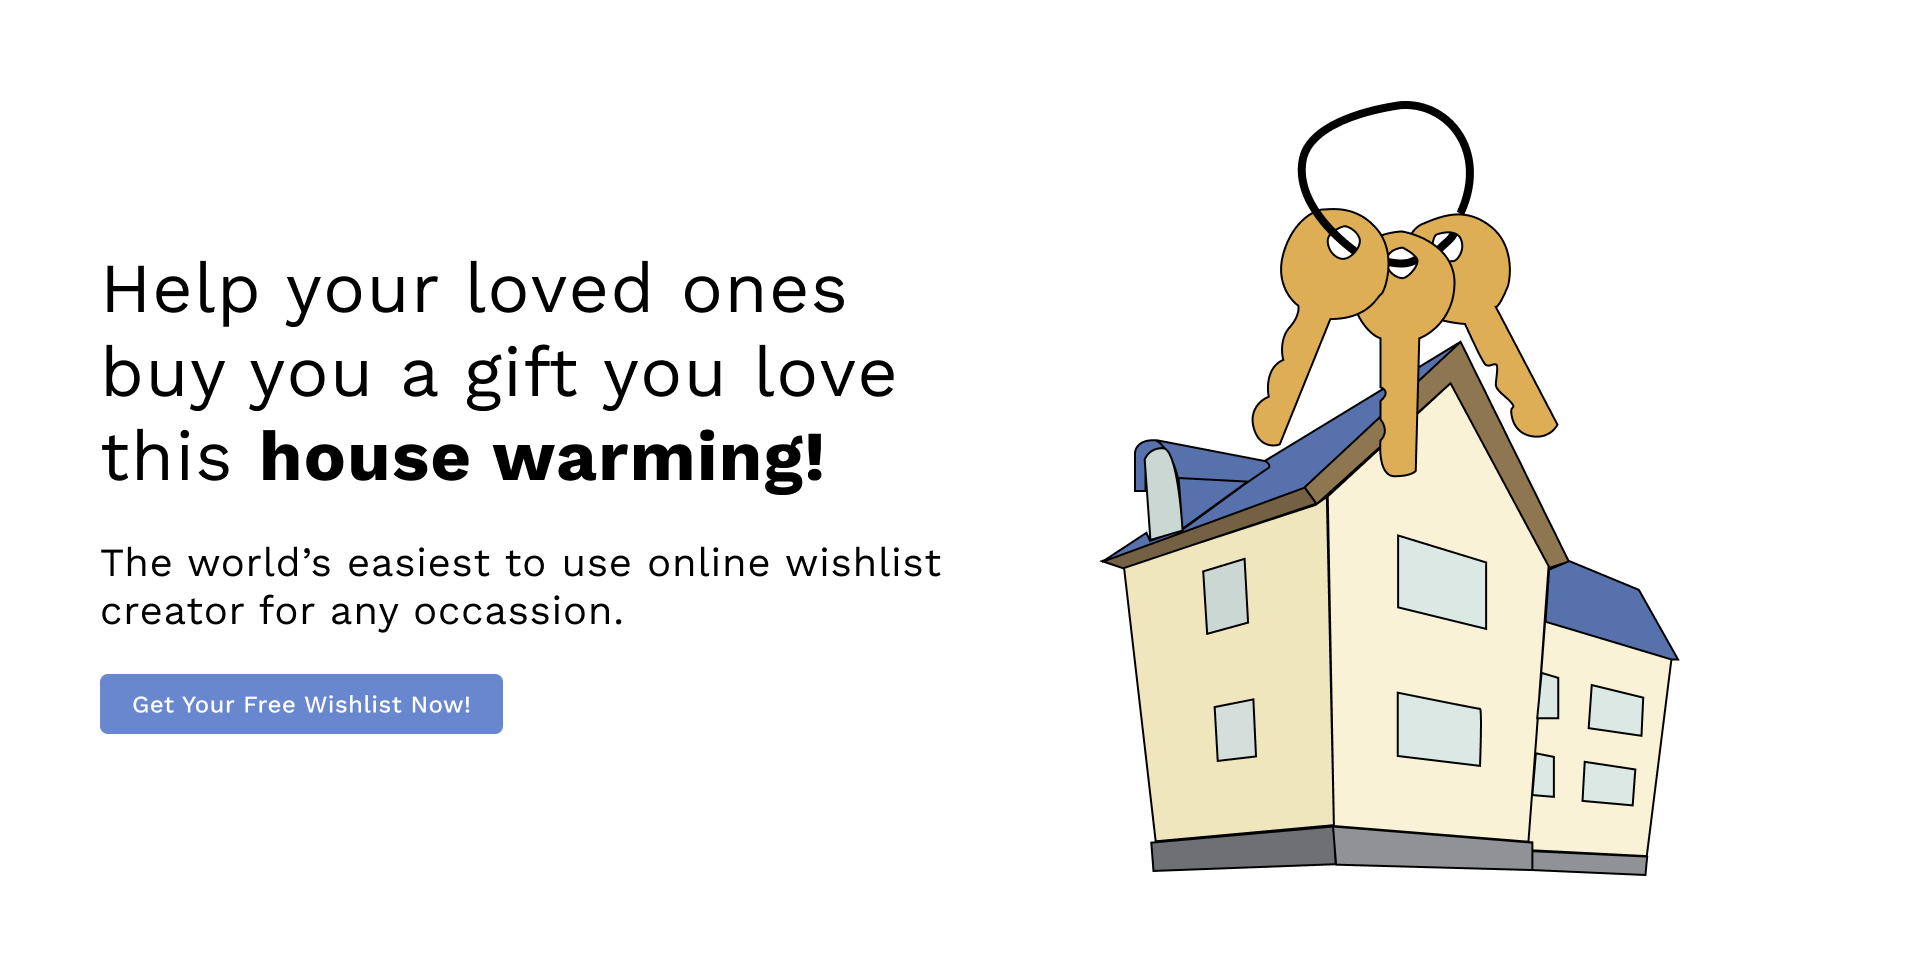 Help your loved ones
buy you a gift you love
this house warming!
The world’s easiest to use online wishlist
creator for any occassion.
Get Your Free Wishlist Now!